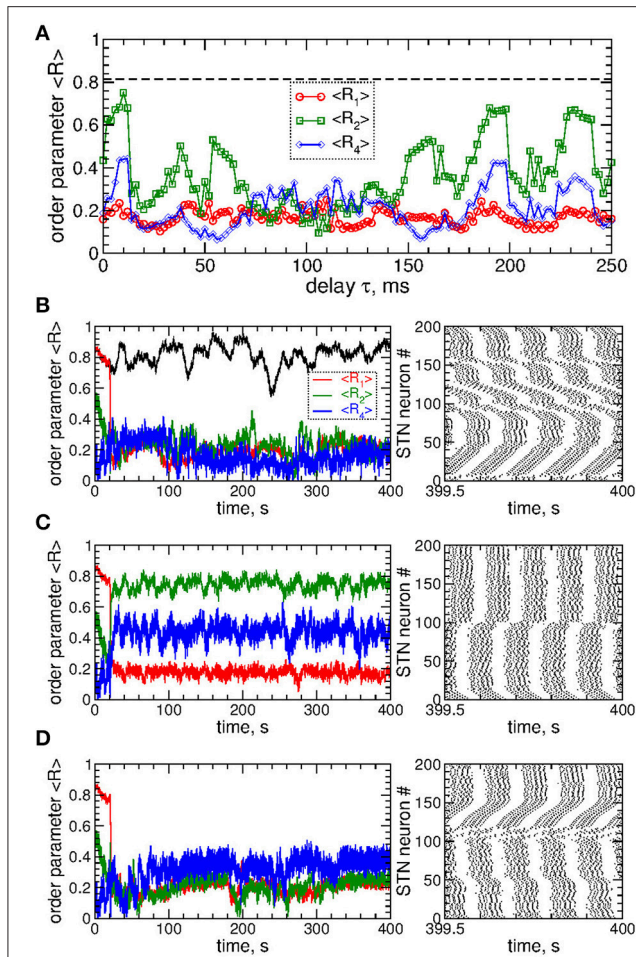 A
order parameter <R>
1
0.8
0.6
0.4
0.2
0
<R1>
<R2>
<R4>
0 50 100 150 200 250
delay τ, ms
B
order parameter <R>
1
0.8
0.6
0.4
0.2
0
<R1>
<R2>
<R4>
0 100 200 300 400
time, s
STN neuron #
200
150
100
50
0
399.5 400
time, s
C
order parameter <R>
1
0.8
0.6
0.4
0.2
0
0 100 200 300 400
time, s
STN neuron #
200
150
100
50
0
399.5 400
time, s
D
order parameter <R>
1
0.8
0.6
0.4
0.2
0
0 100 200 300 400
time, s
STN neuron #
200
150
100
50
0
399.5 400
time, s